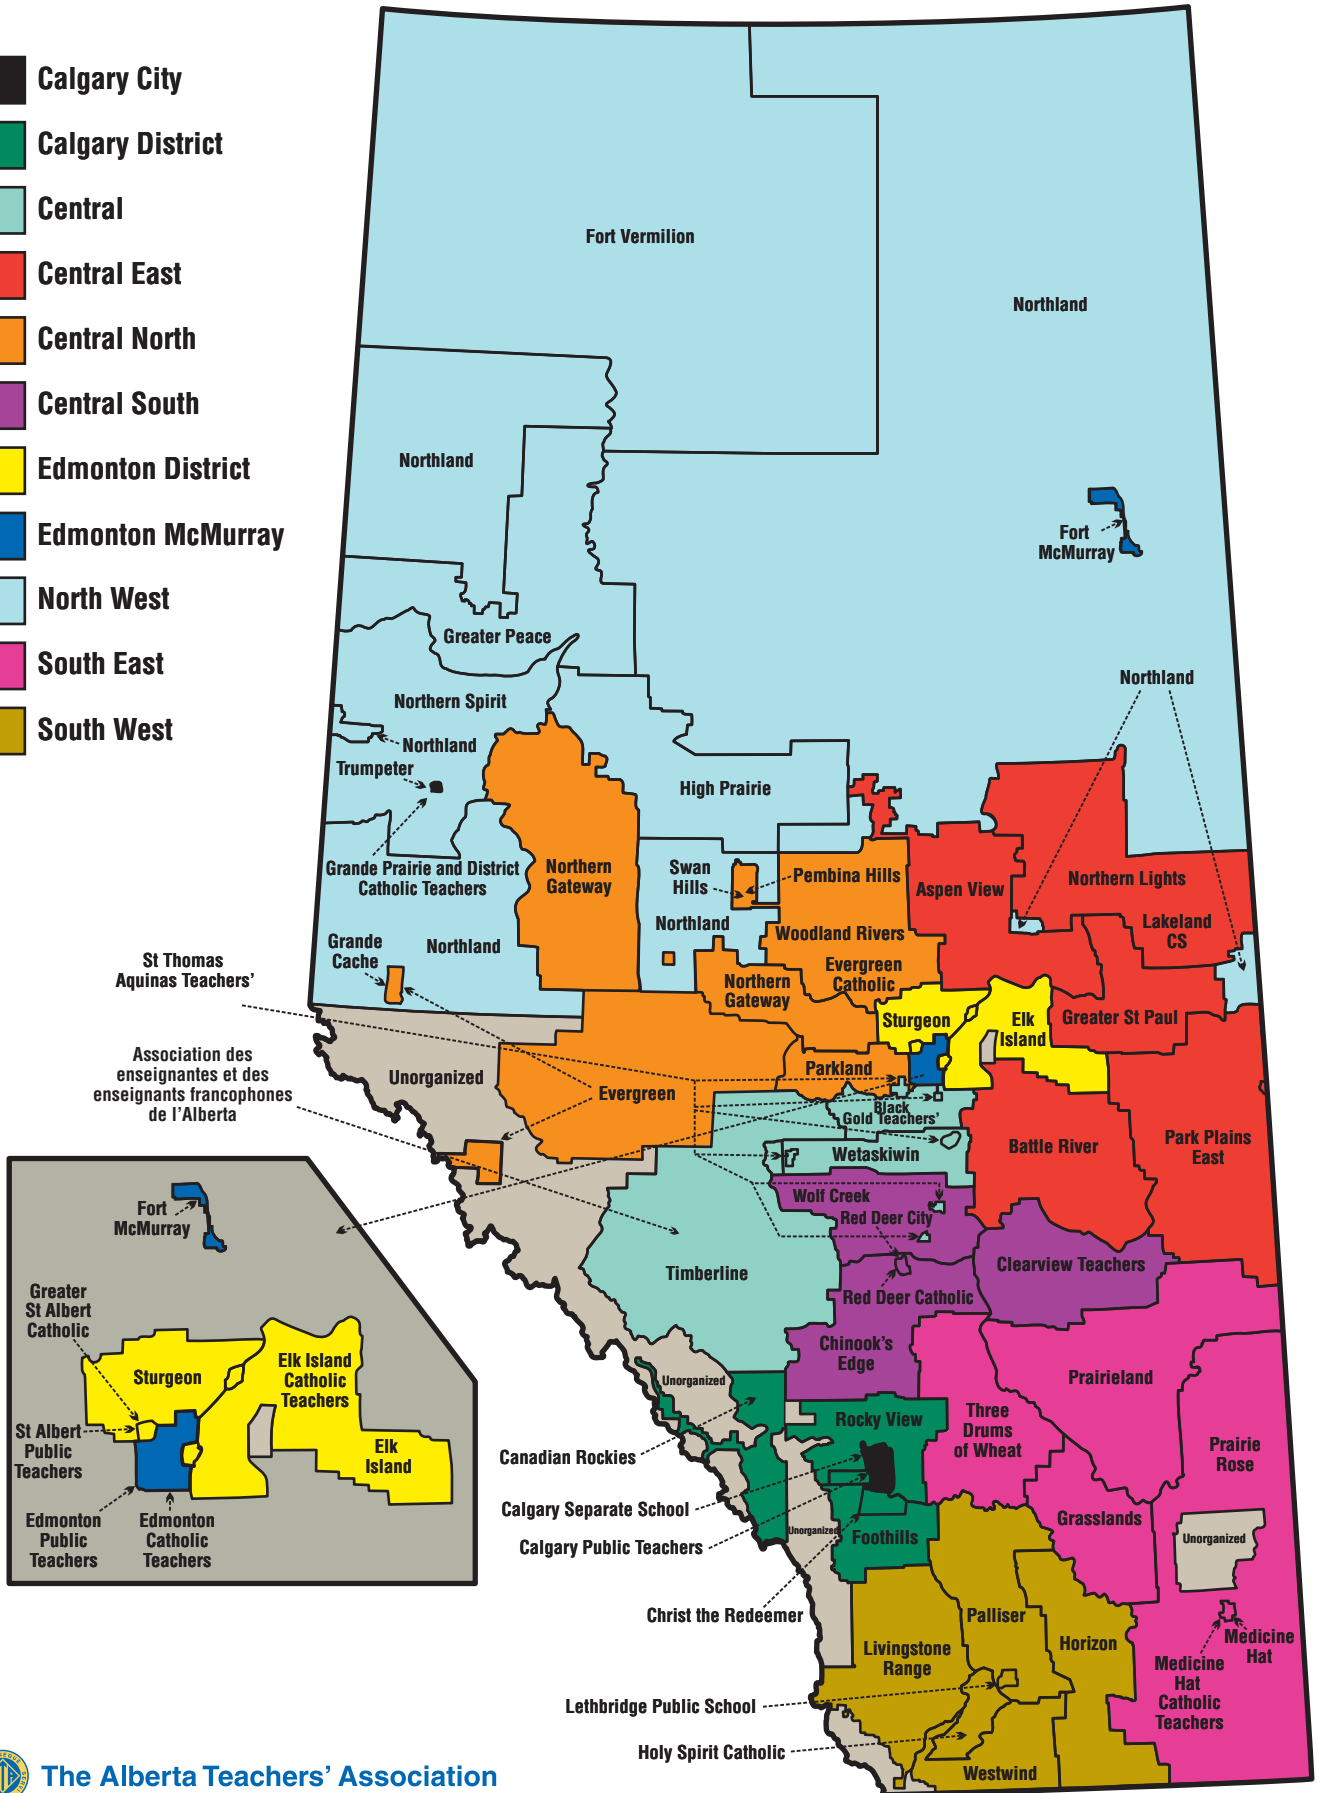 Calgary City
Calgary District
Central
Central East
Central North
Central South
Edmonton District
Edmonton McMurray
North West
South East
South West
Fort Vermilion
Northland
Northland
Fort
McMurray
Greater Peace
Northland
Northern Spirit
Northland
Trumpeter
High Prairie
Grande Prairie and District
Catholic Teachers
Northern
Gateway
Swan
Hills
Pembina Hills
Aspen View
Northern Lights
Lakeland
CS
Northland
Woodland Rivers
Grande
Cache
Northland
St Thomas
Aquinas Teachers'
Evergreen
Catholic
Northern
Gateway
Sturgeon
Elk
Island
Greater St Paul
Association des
enseignantes et des
enseignants francophones
de l'Alberta
Unorganized
Parkland
Evergreen
Black
Gold Teachers'
Wetaskiwin
Battle River
Park Plains
East
Wolf Creek
Red Deer City
Clearview Teachers
Timberline
Red Deer Catholic
Chinook's
Edge
Prairieland
Unorganized
Three
Drums
of Wheat
Rocky View
Prairie
Rose
Canadian Rockies
Calgary Separate School
Grasslands
Unorganized
Foothills
Unorganized
Calgary Public Teachers
Christ the Redeemer
Palliser
Horizon
Livingstone
Range
Medicine
Hat
Medicine
Hat
Catholic
Teachers
Lethbridge Public School
Holy Spirit Catholic
Westwind
Fort
McMurray
Greater
St Albert
Catholic
Sturgeon
Elk Island
Catholic
Teachers
St Albert
Public
Teachers
Elk
Island
Edmonton
Public
Teachers
Edmonton
Catholic
Teachers
The Alberta Teachers' Association